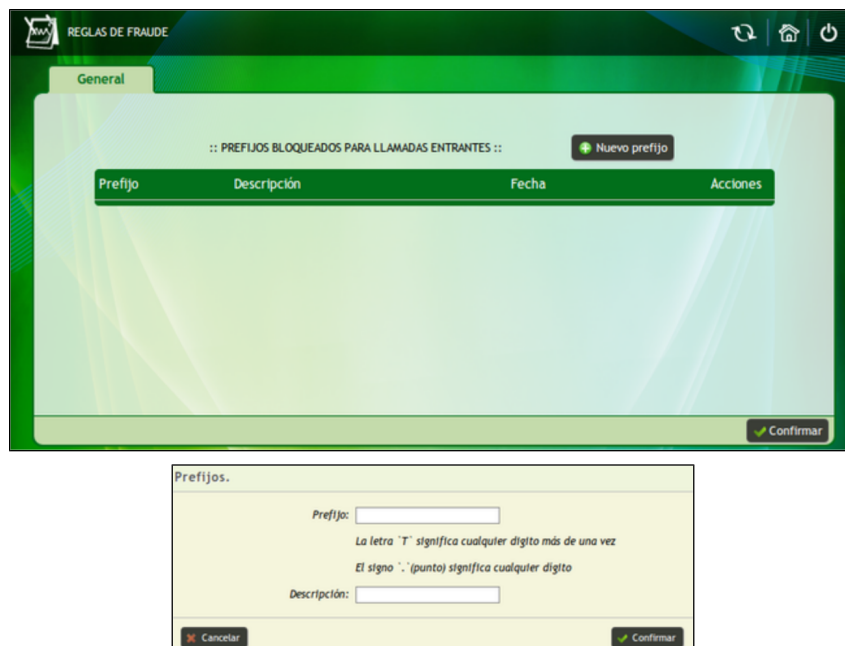 REGLAS DE FRAUDE
General
:: PREFIJOS BLOQUEADOS PARA LLAMADAS ENTRANTES ::
Nuevo prefijo
Prefijo Descripción Fecha Acciones
Confirmar
Prefijos.
Prefijo:
La letra `T` significa cualquier digito más de una vez
El signo `.`(punto) significa cualquier digito
Descripción:
Cancelar Confirmar